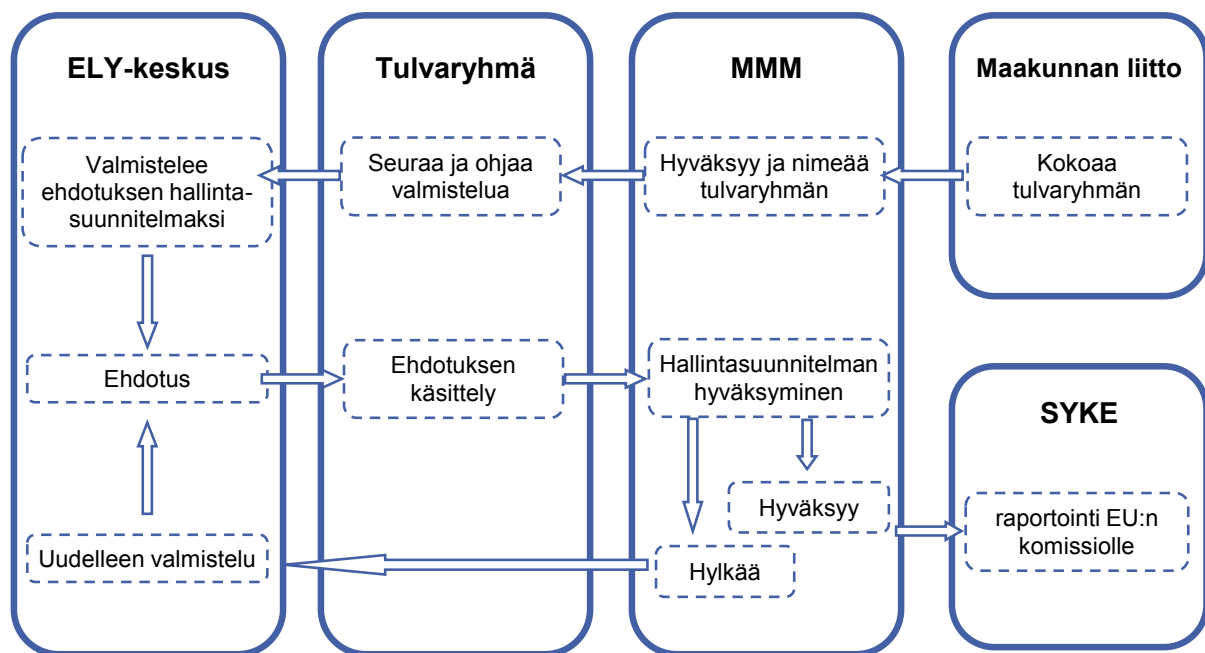 ELY-keskus
Valmistelee
ehdotuksen hallinta-
suunnitelmaksi
Ehdotus
Uudelleen valmistelu
Tulvaryhmä
Seuraa ja ohjaa
valmistelua
Ehdotuksen
käsittely
MMM
Hyväksyy ja nimeää
tulvaryhmän
Hallintasuunnitelman
hyväksyminen
Hyväksyy
Hylkää
Maakunnan liitto
Kokoaa
tulvaryhmän
SYKE
raportointi EU:n
komissiolle